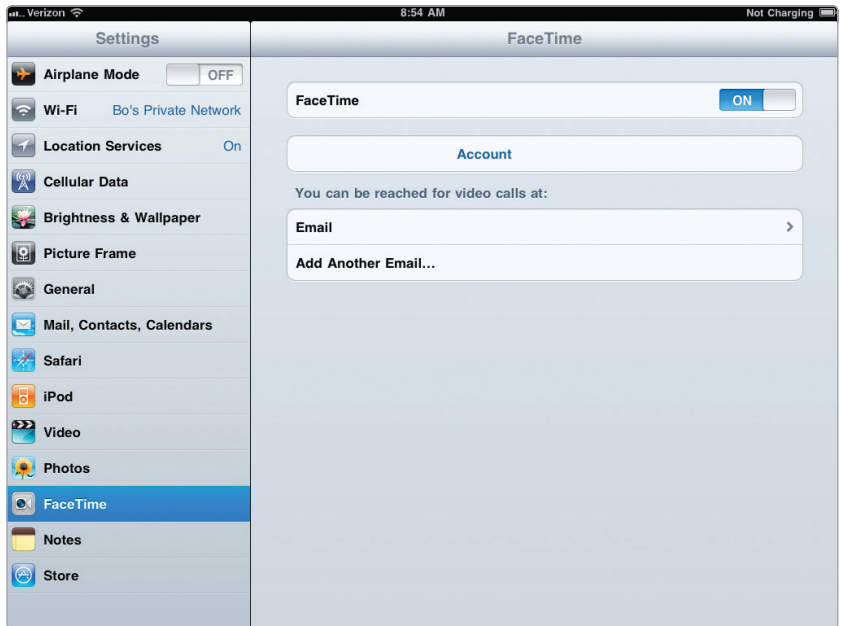 Verizon 8:54 AM Not Charging
Settings
FaceTime
Airplane Mode OFF
Wi-Fi Bo's Private Network
Location Services On
Cellular Data
Brightness & Wallpaper
Picture Frame
General
Mail, Contacts, Calendars
Safari
iPod
Video
Photos
FaceTime
Notes
Store
FaceTime ON
Account
You can be reached for video calls at:
Email
Add Another Email...